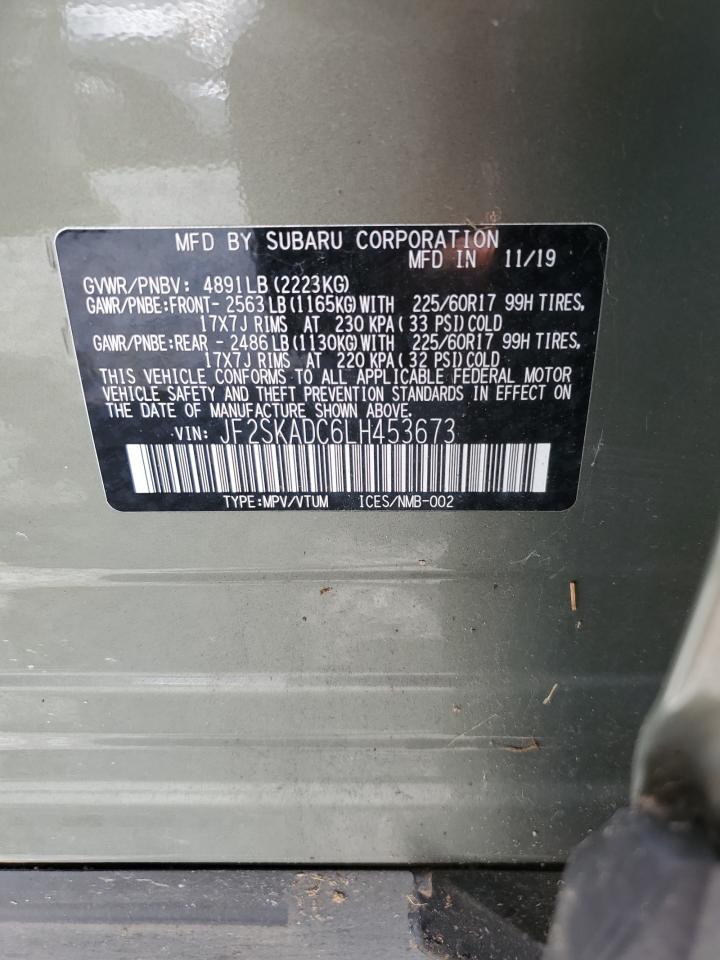 MFD BY SUBARU CORPORATION
MFD IN 11/19
GVWR/PNBV: 4891LB (2223KG)
GAWR/PNBE:FRONT- 2563LB (1165KG) WITH 225/60R17 99H TIRES,
17X7J RIMS AT 230 KPA ( 33 PSI) COLD
GAWR/PNBE:REAR - 2486LB (1130KG) WITH 225/60R17 99H TIRES,
17X7J RIMS AT 220 KPA ( 32 PSI) COLD
THIS VEHICLE CONFORMS TO ALL APPLICABLE FEDERAL MOTOR
VEHICLE SAFETY AND THEFT PREVENTION STANDARDS IN EFFECT ON
THE DATE OF MANUFACTURE SHOWN ABOVE.
VIN: JF2SKADC6LH453673
TYPE:MPV/VTUM ICES/NMB-002